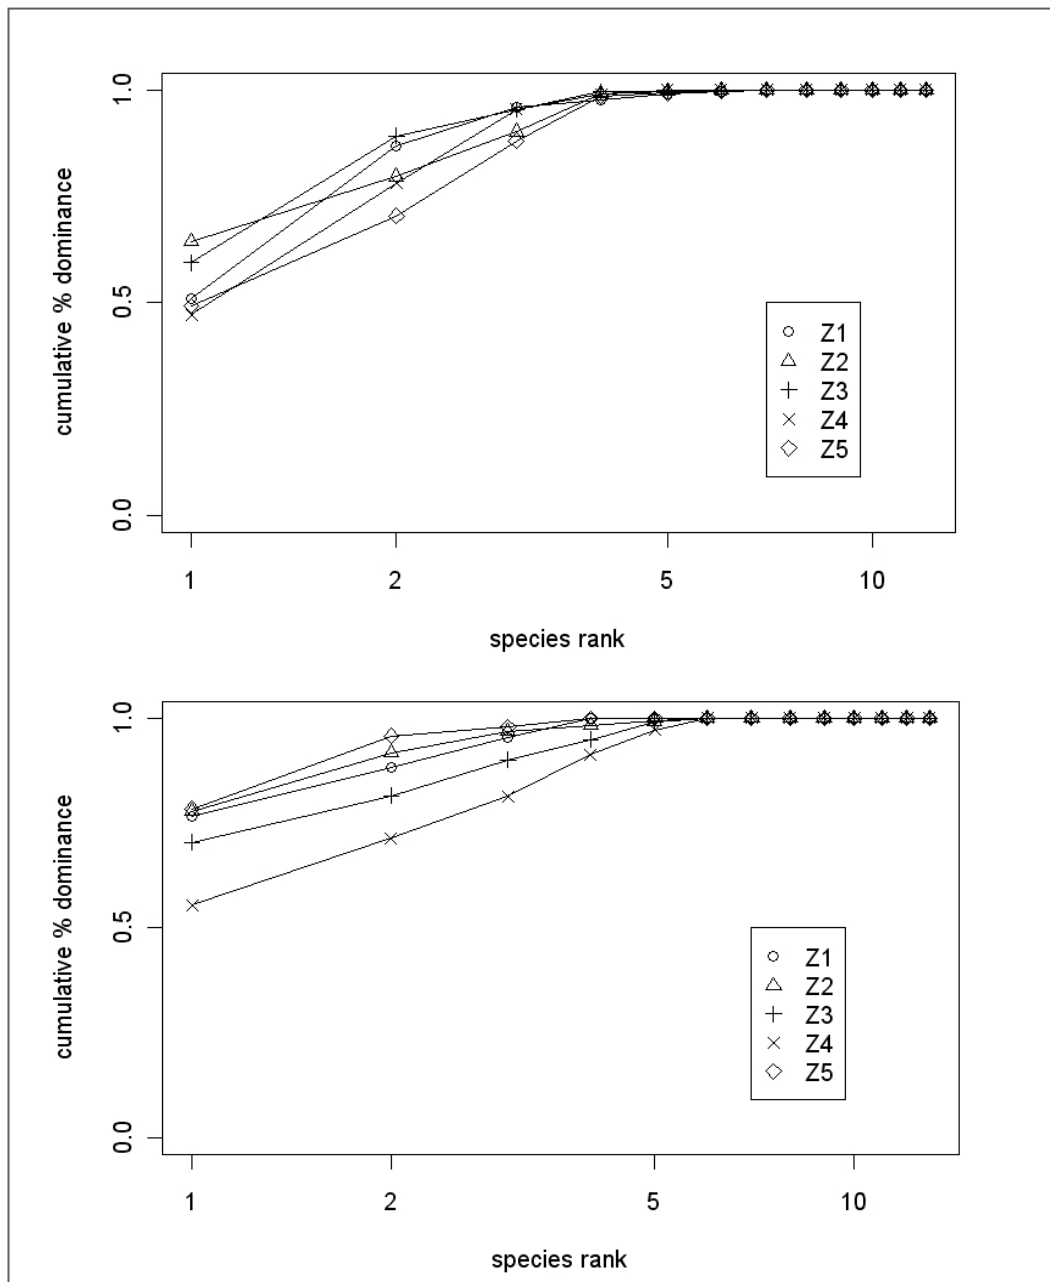 cumulative % dominance
1.0
0.5
0.0
Z1
Z2
Z3
Z4
Z5
1 2 5 10
species rank
cumulative % dominance
1.0
0.5
0.0
Z1
Z2
Z3
Z4
Z5
1 2 5 10
species rank